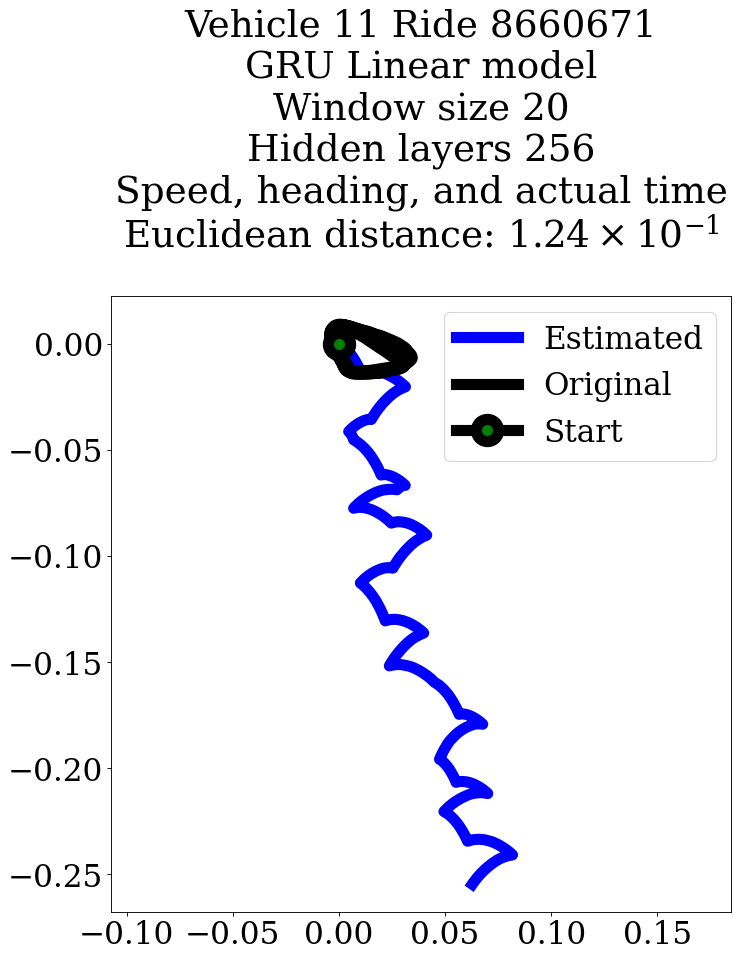 Vehicle 11 Ride 8660671
GRU Linear model
Window size 20
Hidden layers 256
Speed, heading, and actual time
Euclidean distance: 1.24 × 10⁻¹
Estimated
Original
Start
0.00
−0.05
−0.10
−0.15
−0.20
−0.25
−0.10 −0.05 0.00 0.05 0.10 0.15